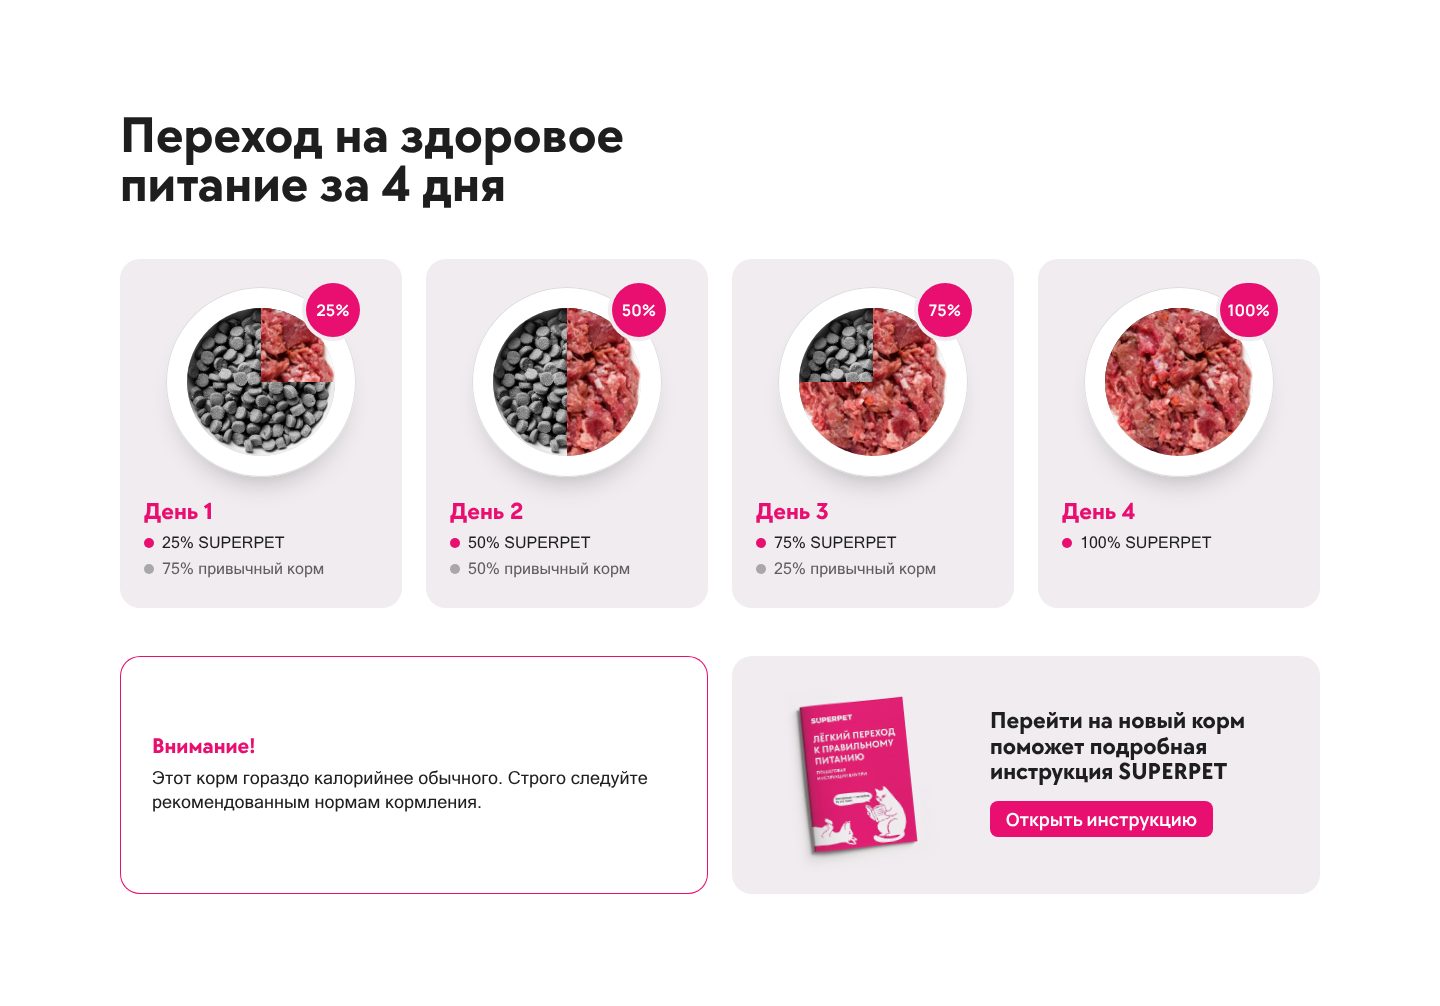 Переход на здоровое
питание за 4 дня
25%
50%
75%
100%
День 1
25% SUPERPET
75% привычный корм
День 2
50% SUPERPET
50% привычный корм
День 3
75% SUPERPET
25% привычный корм
День 4
100% SUPERPET
Внимание!
Этот корм гораздо калорийнее обычного. Строго следуйте
рекомендованным нормам кормления.
SUPERPET
ЛЁГКИЙ ПЕРЕХОД
К ПРАВИЛЬНОМУ
ПИТАНИЮ
ПОШАГОВАЯ
ИНСТРУКЦИЯ ВНУТРИ
Перейти на новый корм
поможет подробная
инструкция SUPERPET
Открыть инструкцию